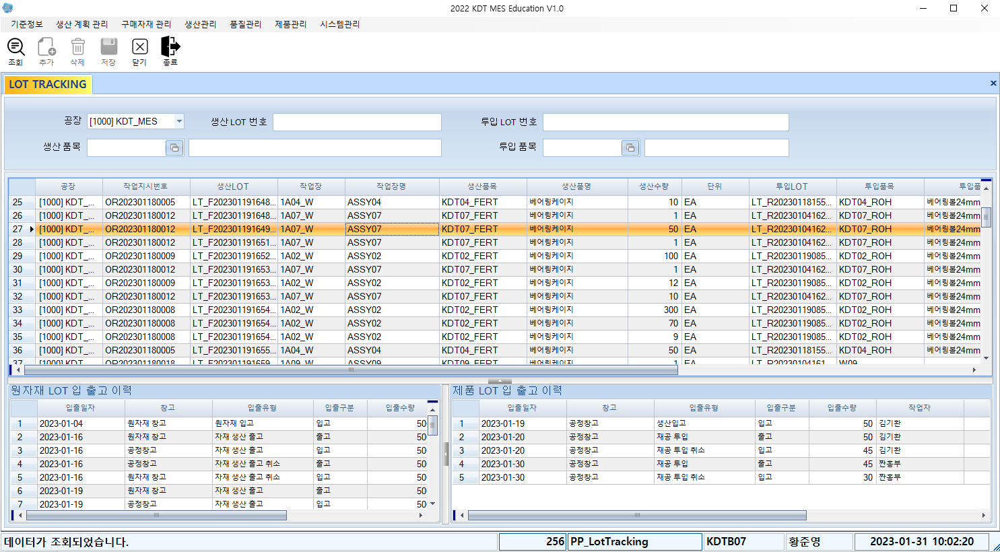 2022 KDT MES Education V1.0
기준정보 생산 계획 관리 구매자재 관리 생산관리 품질관리 제품관리 시스템관리
조회 추가 삭제 저장 닫기 종료
LOT TRACKING
공장 [1000] KDT_MES 생산 LOT 번호 투입 LOT 번호
생산 품목 투입 품목
공장 작업지시번호 생산LOT 작업장 작업장명 생산품목 생산품명 생산수량 단위 투입LOT 투입품목 투입품
25 [1000] KDT_... OR202301180005 LT_F202301191648... 1A04_W ASSY04 KDT04_FERT 베어링케이지 10 EA LT_R20230118155... KDT04_ROH 베어링볼24mm
26 [1000] KDT_... OR202301180012 LT_F202301191648... 1A07_W ASSY07 KDT07_FERT 베어링케이지 1 EA LT_R20230104162... KDT07_ROH 베어링볼24mm
27 [1000] KDT_... OR202301180012 LT_F202301191649... 1A07_W ASSY07 KDT07_FERT 베어링케이지 50 EA LT_R20230104162... KDT07_ROH 베어링볼24mm
28 [1000] KDT_... OR202301180012 LT_F202301191651... 1A07_W ASSY07 KDT07_FERT 베어링케이지 1 EA LT_R20230104162... KDT07_ROH 베어링볼24mm
29 [1000] KDT_... OR202301180009 LT_F202301191652... 1A02_W ASSY02 KDT02_FERT 베어링케이지 100 EA LT_R20230119085... KDT02_ROH 베어링볼24mm
30 [1000] KDT_... OR202301180012 LT_F202301191653... 1A07_W ASSY07 KDT07_FERT 베어링케이지 1 EA LT_R20230104162... KDT07_ROH 베어링볼24mm
31 [1000] KDT_... OR202301180009 LT_F202301191653... 1A02_W ASSY02 KDT02_FERT 베어링케이지 12 EA LT_R20230119085... KDT02_ROH 베어링볼24mm
32 [1000] KDT_... OR202301180012 LT_F202301191653... 1A07_W ASSY07 KDT07_FERT 베어링케이지 10 EA LT_R20230104162... KDT07_ROH 베어링볼24mm
33 [1000] KDT_... OR202301180008 LT_F202301191654... 1A02_W ASSY02 KDT02_FERT 베어링케이지 300 EA LT_R20230119085... KDT02_ROH 베어링볼24mm
34 [1000] KDT_... OR202301180008 LT_F202301191654... 1A02_W ASSY02 KDT02_FERT 베어링케이지 70 EA LT_R20230119085... KDT02_ROH 베어링볼24mm
35 [1000] KDT_... OR202301180008 LT_F202301191654... 1A02_W ASSY02 KDT02_FERT 베어링케이지 9 EA LT_R20230119085... KDT02_ROH 베어링볼24mm
36 [1000] KDT_... OR202301180005 LT_F202301191655... 1A04_W ASSY04 KDT04_FERT 베어링케이지 50 EA LT_R20230118155... KDT04_ROH 베어링볼24mm
37 [1000] KDT OR202301180018 LT_F202301191659 1A09_W ASSY09 KDT09_FERT 베어링케이지 1 EA LT_R20230104161 W09
원자재 LOT 입 출고 이력
입출일자 창고 입출유형 입출구분 입출수량
1 2023-01-04 원자재 창고 원자재 입고 입고 50
2 2023-01-16 원자재 창고 자재 생산 출고 출고 50
3 2023-01-16 공정창고 자재 생산 출고 입고 50
4 2023-01-16 공정창고 자재 생산 출고 취소 출고 50
5 2023-01-16 원자재 창고 자재 생산 출고 취소 입고 50
6 2023-01-19 원자재 창고 자재 생산 출고 출고 50
7 2023-01-19 공정창고 자재 생산 출고 입고 50
제품 LOT 입 출고 이력
입출일자 창고 입출유형 입출구분 입출수량 작업자
1 2023-01-19 공정창고 생산입고 입고 50 김기환
2 2023-01-20 공정창고 재공 투입 출고 50 김기환
3 2023-01-20 공정창고 재공 투입 취소 입고 45 김기환
4 2023-01-30 공정창고 재공 투입 출고 45 짠홍부
5 2023-01-30 공정창고 재공 투입 취소 입고 30 짠홍부
데이터가 조회되었습니다. 256 PP_LotTracking KDTB07 황준영 2023-01-31 10:02:20